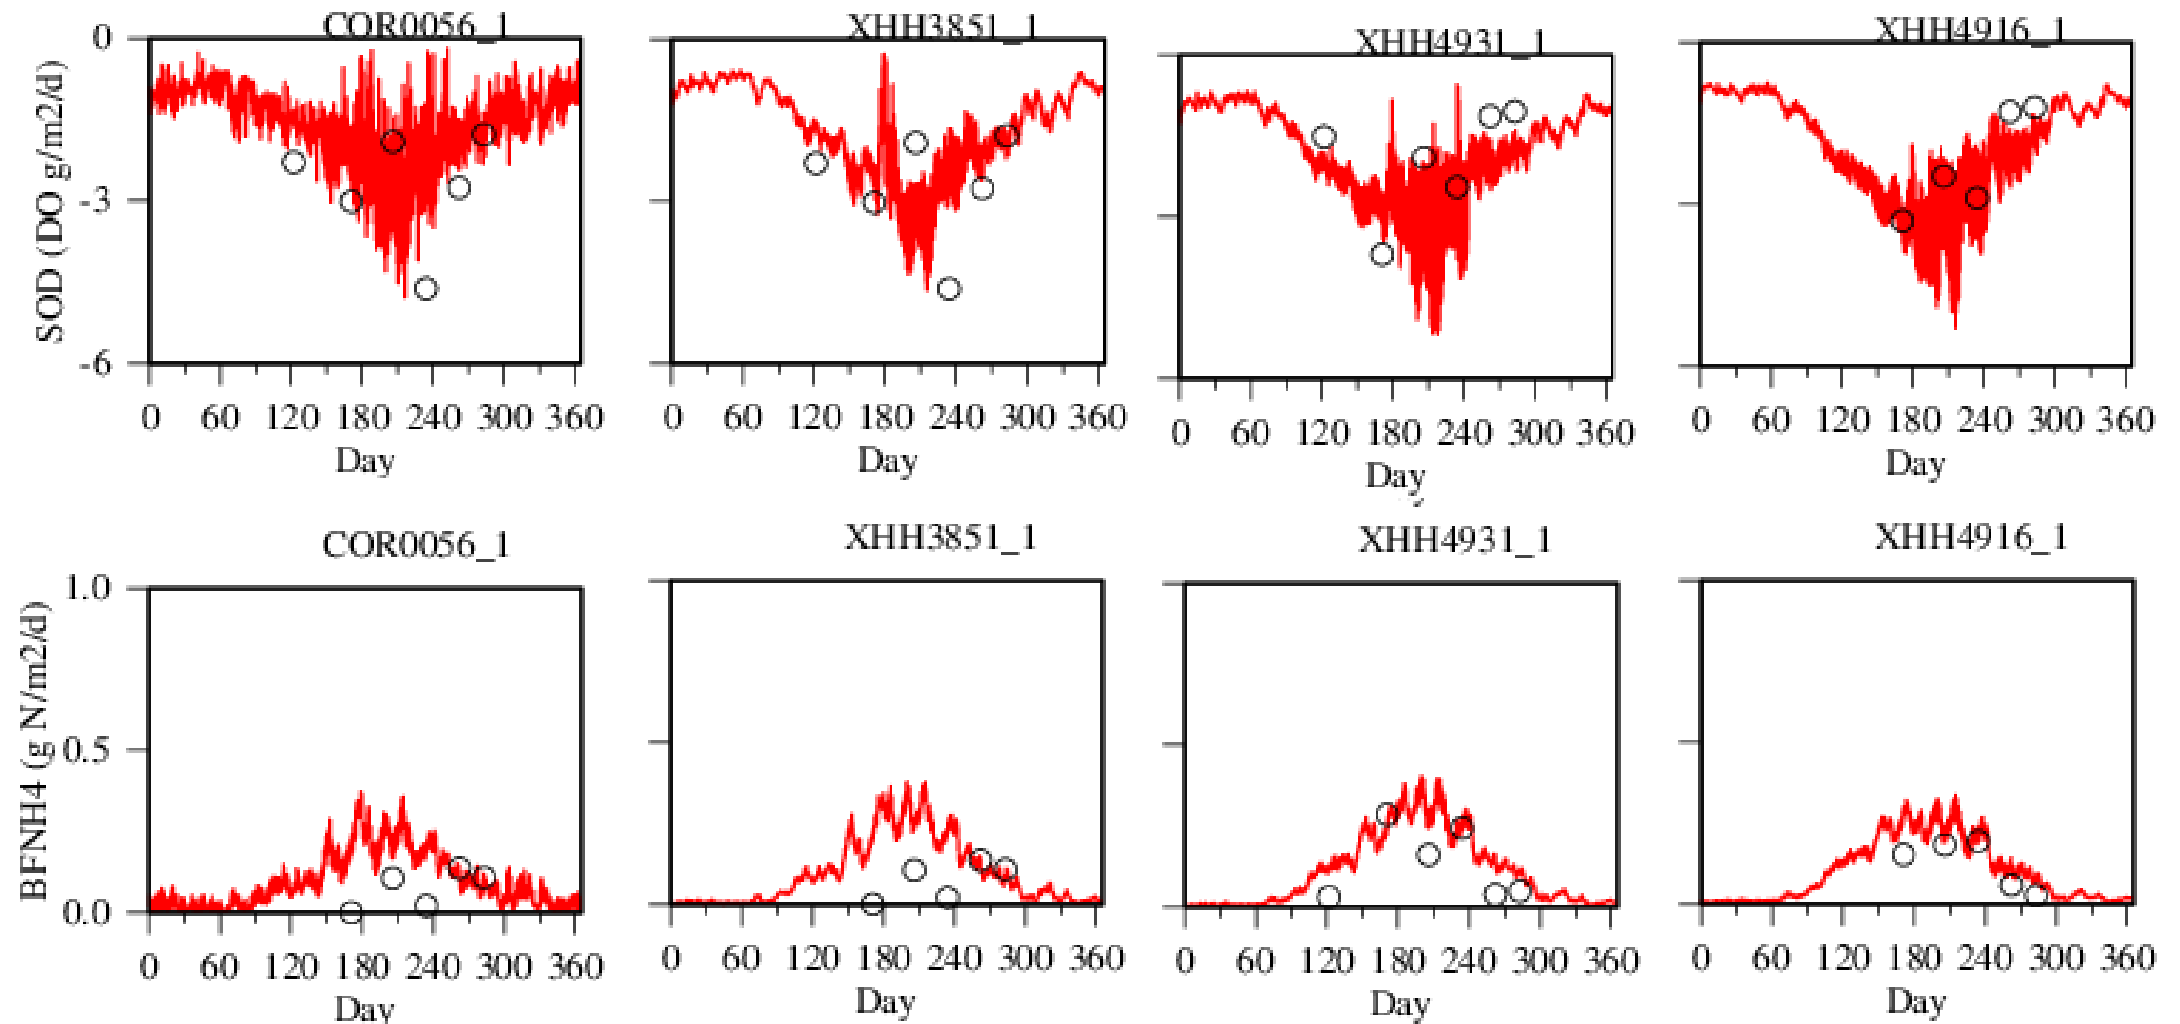 COR0056_1 XHH3851_1 XHH4931_1 XHH4916_1
SOD (DO g/m2/d)
0
-3
-6
0 60 120 180 240 300 360 0 60 120 180 240 300 360 0 60 120 180 240 300 360 0 60 120 180 240 300 360
Day Day Day Day
COR0056_1 XHH3851_1 XHH4931_1 XHH4916_1
BFNH4 (g N/m2/d)
1.0
0.5
0.0
0 60 120 180 240 300 360 0 60 120 180 240 300 360 0 60 120 180 240 300 360 0 60 120 180 240 300 360
Day Day Day Day